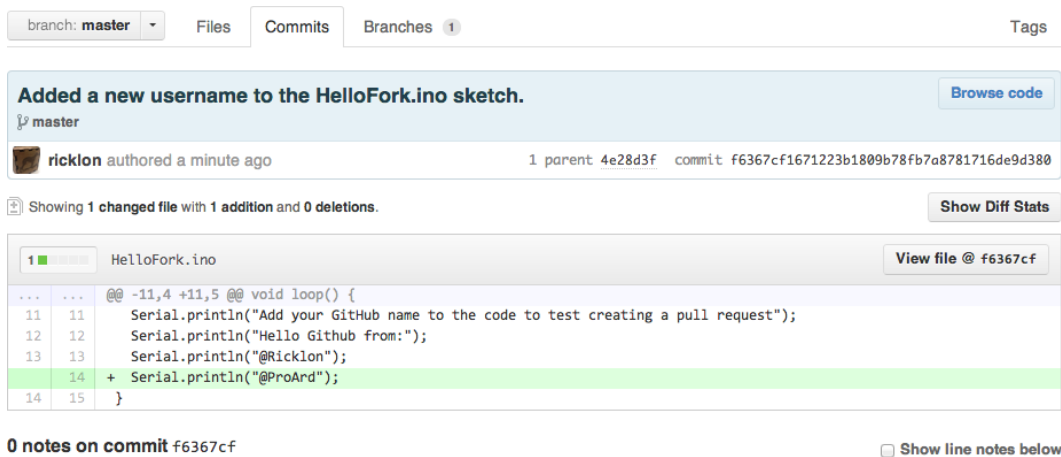 branch: master Files Commits Branches 1 Tags
Added a new username to the HelloFork.ino sketch. Browse code
master
ricklon authored a minute ago 1 parent 4e28d3f commit f6367cf1671223b1809b78fb7a8781716de9d380
Showing 1 changed file with 1 addition and 0 deletions. Show Diff Stats
1 HelloFork.ino View file @ f6367cf
... ... @@ -11,4 +11,5 @@ void loop() {
11 11 Serial.println("Add your GitHub name to the code to test creating a pull request");
12 12 Serial.println("Hello Github from:");
13 13 Serial.println("@Ricklon");
14 + Serial.println("@ProArd");
14 15 }
0 notes on commit f6367cf Show line notes below